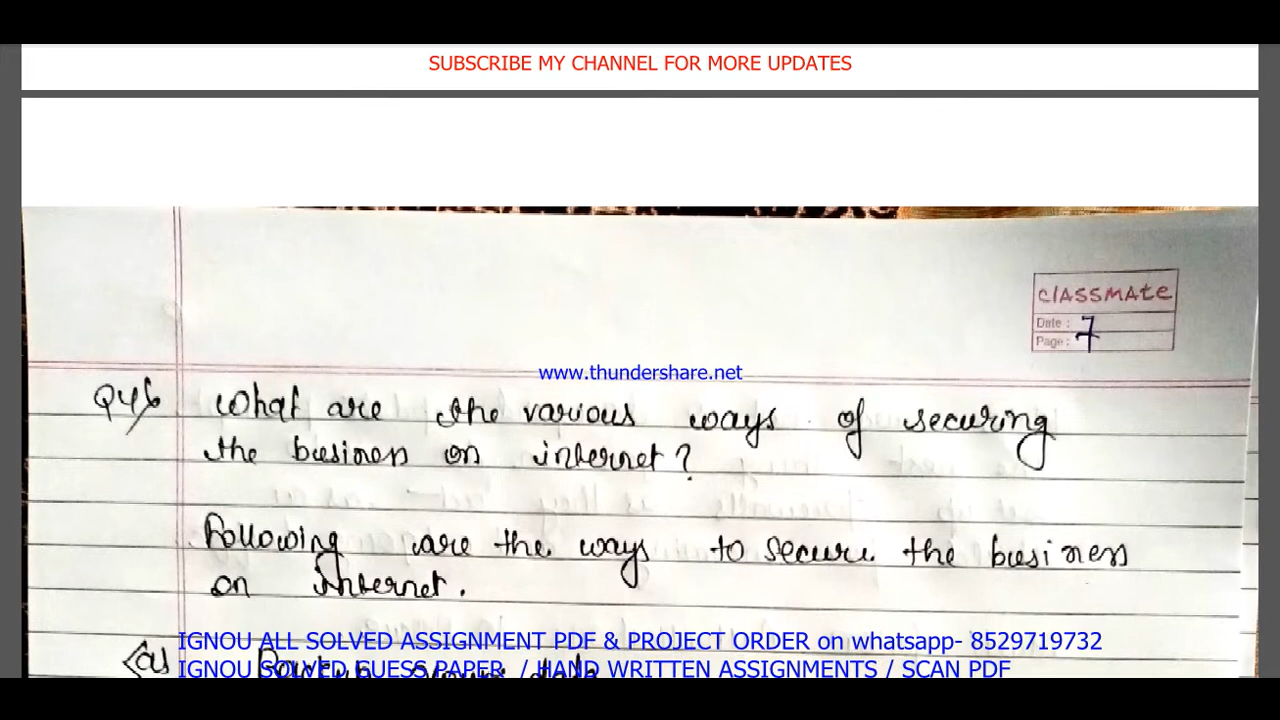 SUBSCRIBE MY CHANNEL FOR MORE UPDATES
CLASSMATE
Date :
Page : 7
www.thundershare.net
Q4%
What are the various ways of securing
the business on internet?
Following are the ways to secure the business
on internet.
IGNOU ALL SOLVED ASSIGNMENT PDF & PROJECT ORDER on whatsapp- 8529719732
IGNOU SOLVED GUESS PAPER / HAND WRITTEN ASSIGNMENTS / SCAN PDF